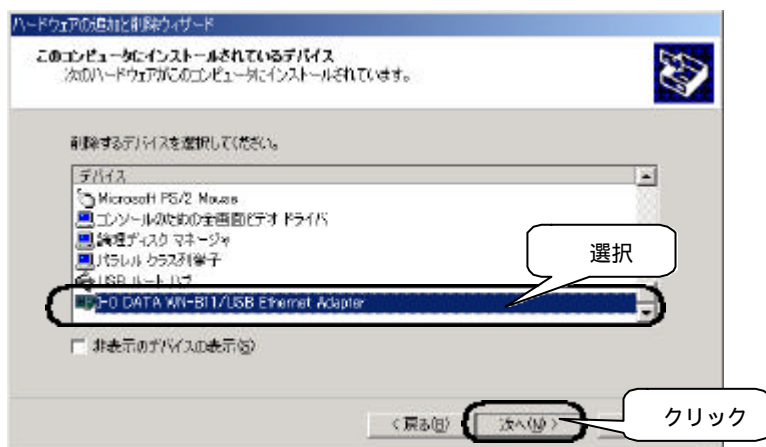 ハードウェアの追加と削除ウィザード
このコンピュータにインストールされているデバイス
次のハードウェアがこのコンピュータにインストールされています。
削除するデバイスを選択してください。
デバイス
Microsoft PS/2 Mouse
コンソールのための全画面ビデオ ドライバ
論理ディスク マネージャ
パラレル クラス列挙子
選択
USB ルート ハブ
I-O DATA WN-B11/USB Ethernet Adapter
非表示のデバイスの表示(S)
< 戻る(B) 次へ(N) >
クリック